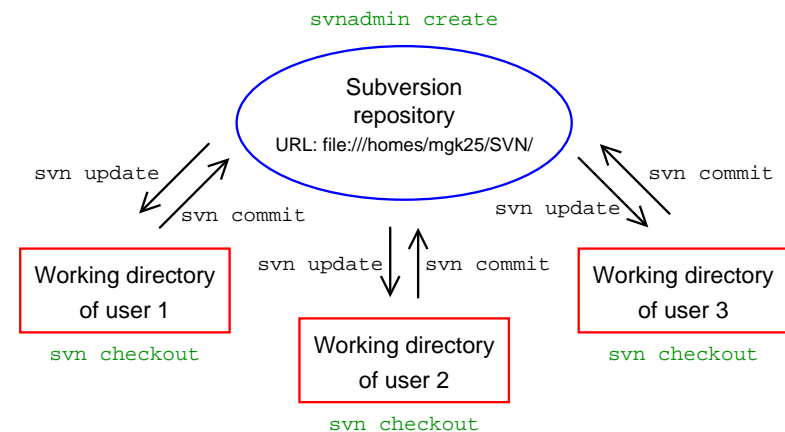 svnadmin create
Subversion
repository
URL: file:///homes/mgk25/SVN/
svn update
svn commit
svn commit
svn update
svn update
svn commit
Working directory
of user 1
svn checkout
Working directory
of user 2
svn checkout
Working directory
of user 3
svn checkout